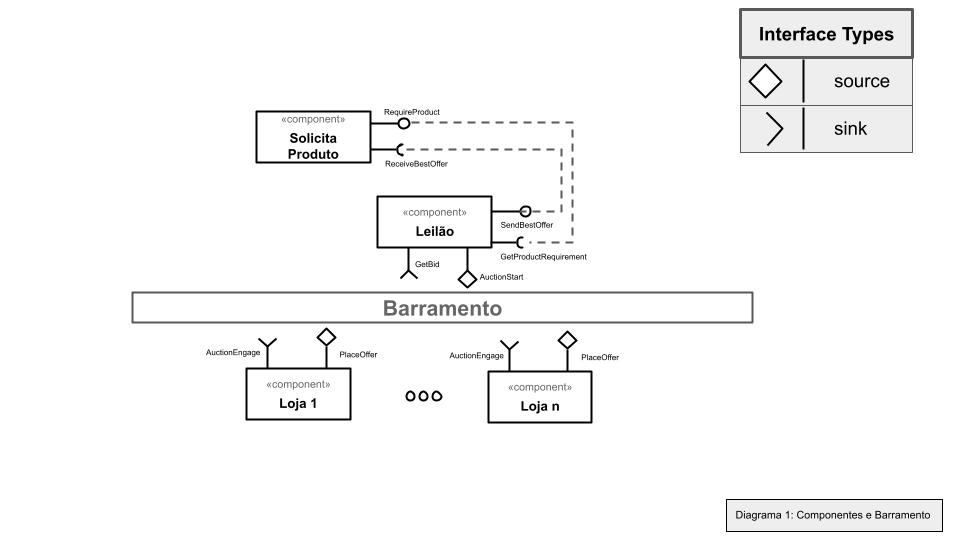 Interface Types
source
sink
RequireProduct
«component»
Solicita
Produto
ReceiveBestOffer
«component»
Leilão
SendBestOffer
GetProductRequirement
GetBid
AuctionStart
Barramento
AuctionEngage
PlaceOffer
AuctionEngage
PlaceOffer
«component»
Loja 1
«component»
Loja n
Diagrama 1: Componentes e Barramento